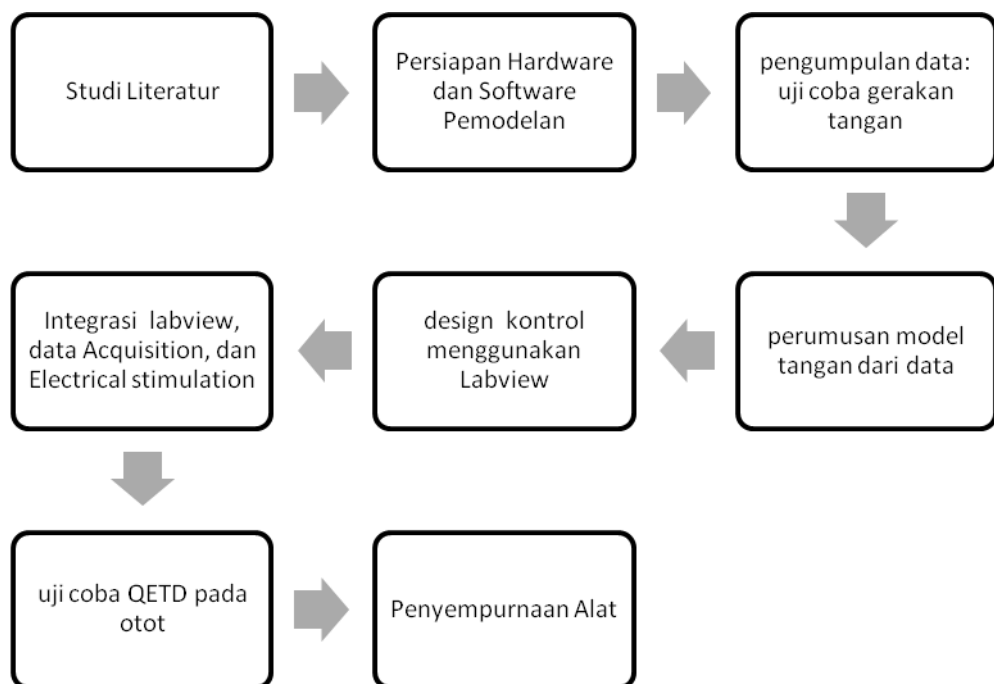 Studi Literatur
Persiapan Hardware
dan Software
Pemodelan
pengumpulan data:
uji coba gerakan
tangan
perumusan model
tangan dari data
design kontrol
menggunakan
Labview
Integrasi labview,
data Acquisition, dan
Electrical stimulation
uji coba QETD pada
otot
Penyempurnaan Alat